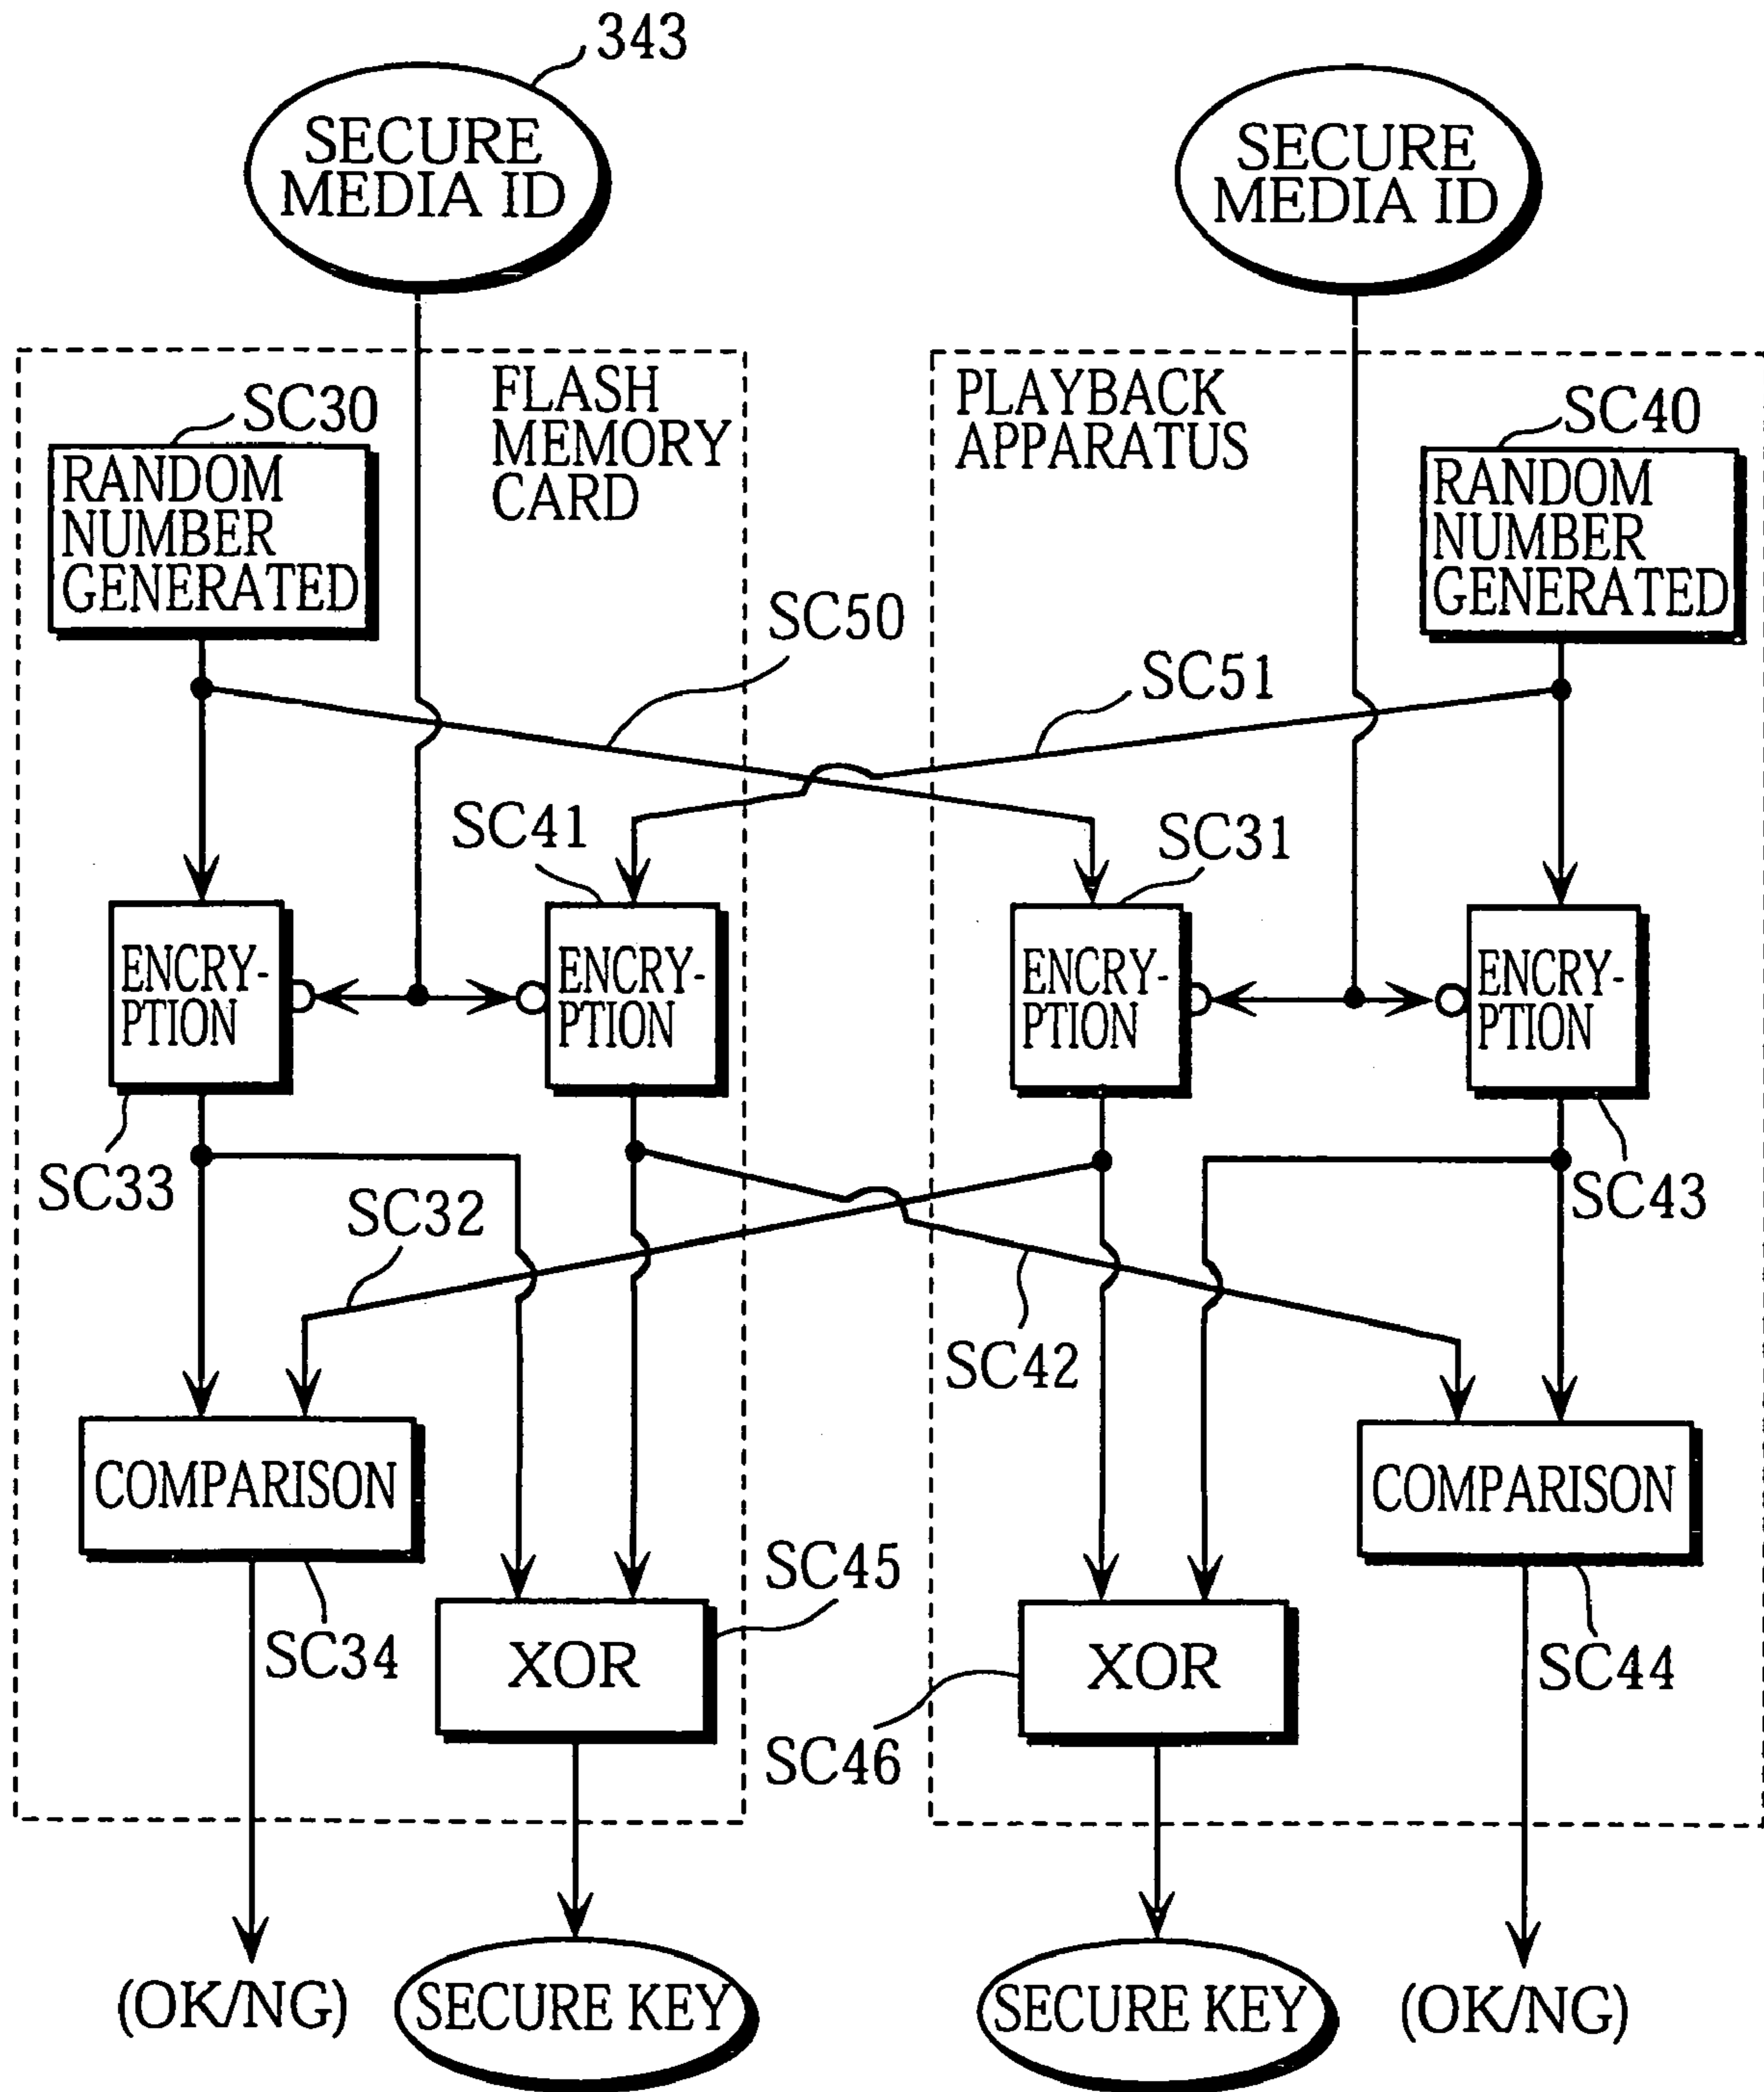 343
SECURE
MEDIA ID
SECURE
MEDIA ID
FLASH
MEMORY
CARD
PLAYBACK
APPARATUS
SC30
RANDOM
NUMBER
GENERATED
SC40
RANDOM
NUMBER
GENERATED
SC50
SC51
SC41
SC31
ENCRY-
PTION
ENCRY-
PTION
ENCRY-
PTION
ENCRY-
PTION
SC33
SC43
SC32
SC42
COMPARISON
COMPARISON
SC45
SC34
XOR
XOR
SC44
SC46
(OK/NG)
SECURE KEY
SECURE KEY
(OK/NG)